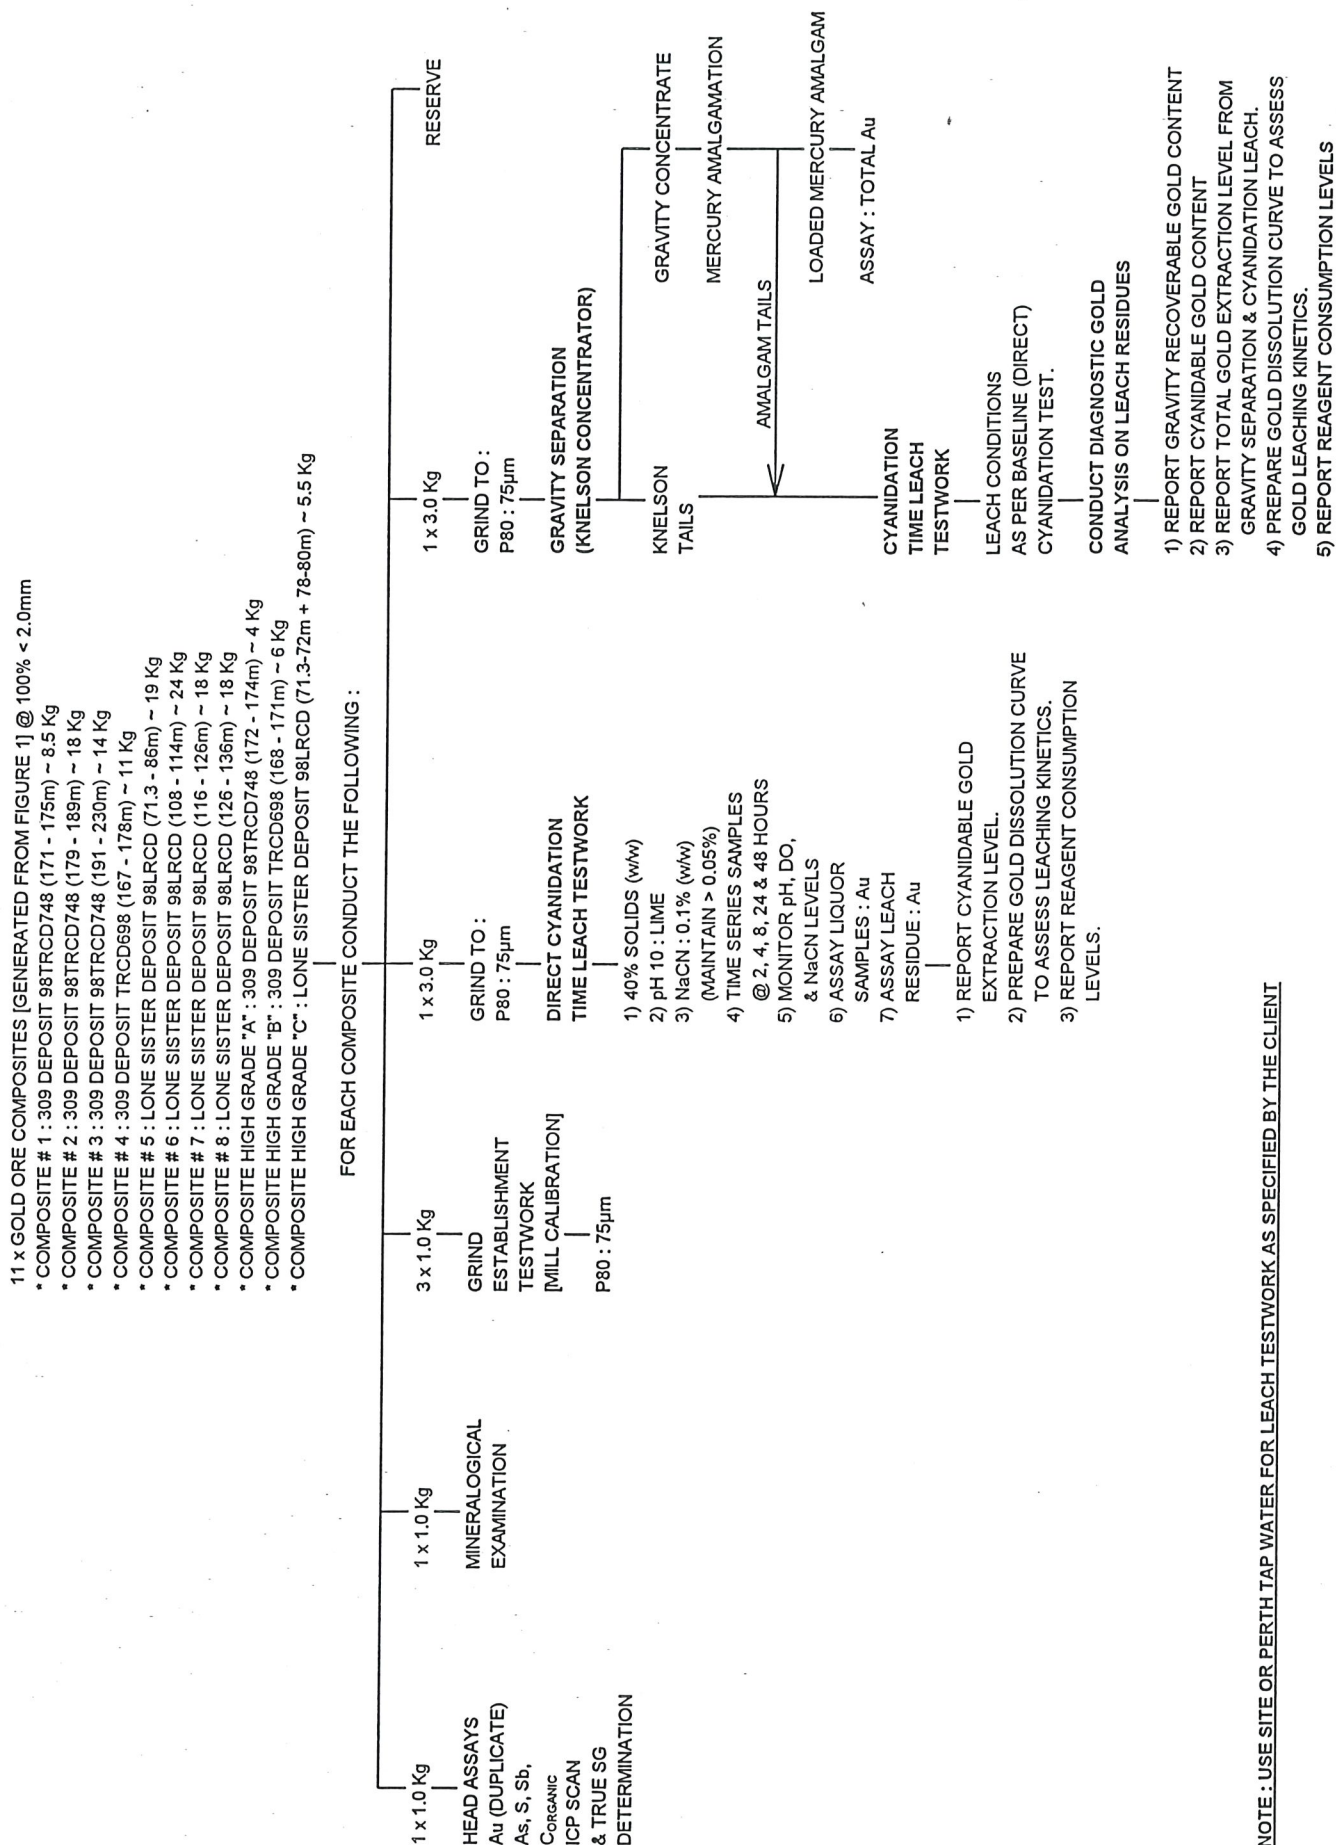 11 x GOLD ORE COMPOSITES [GENERATED FROM FIGURE 1] @ 100% < 2.0mm
* COMPOSITE # 1 : 309 DEPOSIT 98TRCD748 (171 - 175m) ~ 8.5 Kg
* COMPOSITE # 2 : 309 DEPOSIT 98TRCD748 (179 - 189m) ~ 18 Kg
* COMPOSITE # 3 : 309 DEPOSIT 98TRCD748 (191 - 230m) ~ 14 Kg
* COMPOSITE # 4 : 309 DEPOSIT TRCD698 (167 - 178m) ~ 11 Kg
* COMPOSITE # 5 : LONE SISTER DEPOSIT 98LRCD (71.3 - 86m) ~ 19 Kg
* COMPOSITE # 6 : LONE SISTER DEPOSIT 98LRCD (108 - 114m) ~ 24 Kg
* COMPOSITE # 7 : LONE SISTER DEPOSIT 98LRCD (116 - 126m) ~ 18 Kg
* COMPOSITE # 8 : LONE SISTER DEPOSIT 98LRCD (126 - 136m) ~ 18 Kg
* COMPOSITE HIGH GRADE "A" : 309 DEPOSIT 98TRCD748 (172 - 174m) ~ 4 Kg
* COMPOSITE HIGH GRADE "B" : 309 DEPOSIT TRCD698 (168 - 171m) ~ 6 Kg
* COMPOSITE HIGH GRADE "C" : LONE SISTER DEPOSIT 98LRCD (71.3-72m + 78-80m) ~ 5.5 Kg
FOR EACH COMPOSITE CONDUCT THE FOLLOWING :
1 x 1.0 Kg
HEAD ASSAYS
Au (DUPLICATE)
As, S, Sb,
CORGANIC
ICP SCAN
& TRUE SG
DETERMINATION
1 x 1.0 Kg
MINERALOGICAL
EXAMINATION
3 x 1.0 Kg
GRIND
ESTABLISHMENT
TESTWORK
[MILL CALIBRATION]
P80 : 75µm
1 x 3.0 Kg
GRIND TO :
P80 : 75µm
DIRECT CYANIDATION
TIME LEACH TESTWORK
1) 40% SOLIDS (w/w)
2) pH 10 : LIME
3) NaCN : 0.1% (w/w)
(MAINTAIN > 0.05%)
4) TIME SERIES SAMPLES
@ 2, 4, 8, 24 & 48 HOURS
5) MONITOR pH, DO,
& NaCN LEVELS
6) ASSAY LIQUOR
SAMPLES : Au
7) ASSAY LEACH
RESIDUE : Au
1) REPORT CYANIDABLE GOLD
EXTRACTION LEVEL.
2) PREPARE GOLD DISSOLUTION CURVE
TO ASSESS LEACHING KINETICS.
3) REPORT REAGENT CONSUMPTION
LEVELS.
1 x 3.0 Kg
GRIND TO :
P80 : 75µm
GRAVITY SEPARATION
(KNELSON CONCENTRATOR)
KNELSON
TAILS
GRAVITY CONCENTRATE
MERCURY AMALGAMATION
AMALGAM TAILS
LOADED MERCURY AMALGAM
ASSAY : TOTAL Au
CYANIDATION
TIME LEACH
TESTWORK
LEACH CONDITIONS
AS PER BASELINE (DIRECT)
CYANIDATION TEST.
CONDUCT DIAGNOSTIC GOLD
ANALYSIS ON LEACH RESIDUES
1) REPORT GRAVITY RECOVERABLE GOLD CONTENT
2) REPORT CYANIDABLE GOLD CONTENT
3) REPORT TOTAL GOLD EXTRACTION LEVEL FROM
GRAVITY SEPARATION & CYANIDATION LEACH.
4) PREPARE GOLD DISSOLUTION CURVE TO ASSESS
GOLD LEACHING KINETICS.
5) REPORT REAGENT CONSUMPTION LEVELS
RESERVE
NOTE : USE SITE OR PERTH TAP WATER FOR LEACH TESTWORK AS SPECIFIED BY THE CLIENT